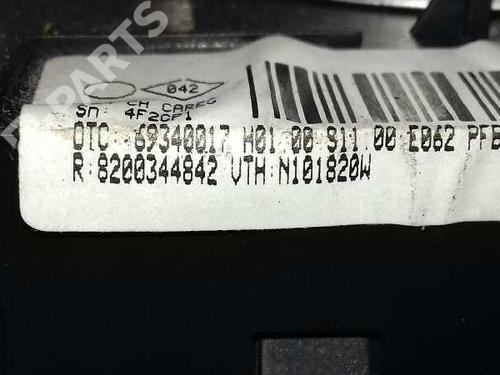 PARTS
042
SN: CH CAREG
4F2CF1
OTC 69340017 H01.00 S11.00 E062 PFB
R:8200344842 VTH:N101820W